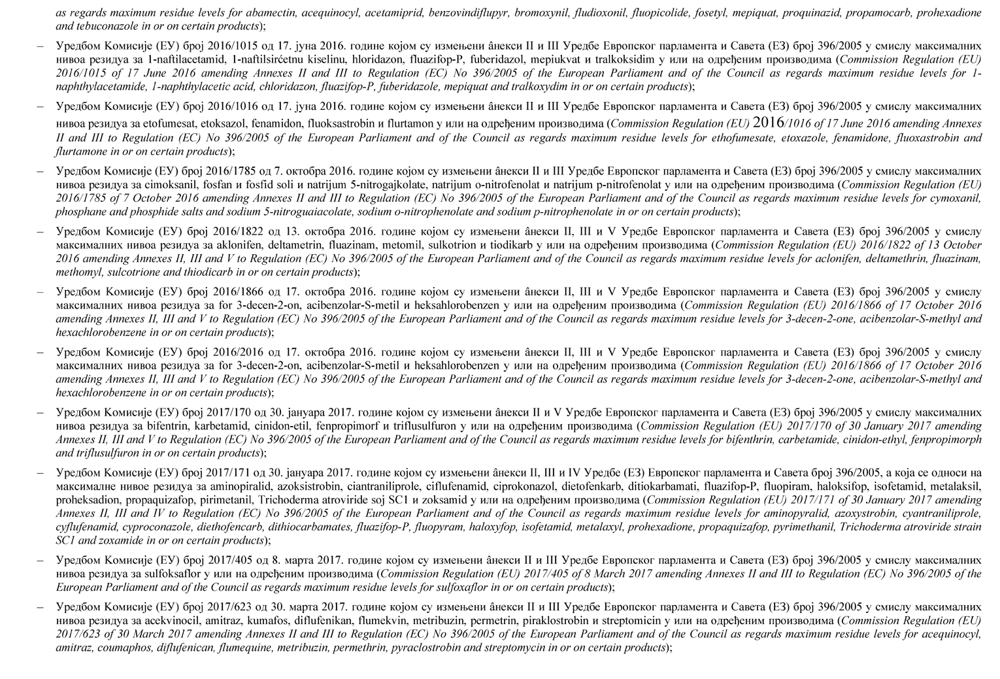 as regards maximum residue levels for abamectin, acequinocyl, acetamiprid, benzovindiflupyr, bromoxynil, fludioxonil, fluopicolide, fosetyl, mepiquat, proquinazid, propamocarb, prohexadione
and tebuconazole in or on certain products);
– Уредбом Комисије (ЕУ) број 2016/1015 од 17. јуна 2016. године којом су измењени âнекси II и III Уредбе Европског парламента и Савета (ЕЗ) број 396/2005 у смислу максималних
нивоа резидуа за 1-naftilacetamid, 1-naftilsirćetnu kiselinu, hloridazon, fluazifop-P, fuberidazol, mepiukvat и tralkoksidim у или на одређеним производима (Commission Regulation (EU)
2016/1015 of 17 June 2016 amending Annexes II and III to Regulation (EC) No 396/2005 of the European Parliament and of the Council as regards maximum residue levels for 1-
naphthylacetamide, 1-naphthylacetic acid, chloridazon, fluazifop-P, fuberidazole, mepiquat and tralkoxydim in or on certain products);
– Уредбом Комисије (ЕУ) број 2016/1016 од 17. јуна 2016. године којом су измењени âнекси II и III Уредбе Европског парламента и Савета (ЕЗ) број 396/2005 у смислу максималних
нивоа резидуа за etofumesat, etoksazol, fenamidon, fluoksastrobin и flurtamon у или на одређеним производима (Commission Regulation (EU) 2016/1016 of 17 June 2016 amending Annexes
II and III to Regulation (EC) No 396/2005 of the European Parliament and of the Council as regards maximum residue levels for ethofumesate, etoxazole, fenamidone, fluoxastrobin and
flurtamone in or on certain products);
– Уредбом Комисије (ЕУ) број 2016/1785 од 7. октобра 2016. године којом су измењени âнекси II и III Уредбе Европског парламента и Савета (ЕЗ) број 396/2005 у смислу максималних
нивоа резидуа за cimoksanil, fosfan и fosfid soli и natrijum 5-nitrogajkolate, natrijum o-nitrofenolat и natrijum p-nitrofenolat у или на одређеним производима (Commission Regulation (EU)
2016/1785 of 7 October 2016 amending Annexes II and III to Regulation (EC) No 396/2005 of the European Parliament and of the Council as regards maximum residue levels for cymoxanil,
phosphane and phosphide salts and sodium 5-nitroguaiacolate, sodium o-nitrophenolate and sodium p-nitrophenolate in or on certain products);
– Уредбом Комисије (ЕУ) број 2016/1822 од 13. октобра 2016. године којом су измењени âнекси II, III и V Уредбе Европског парламента и Савета (ЕЗ) број 396/2005 у смислу
максималних нивоа резидуа за aklonifen, deltametrin, fluazinam, metomil, sulkotrion и tiodikarb у или на одређеним производима (Commission Regulation (EU) 2016/1822 of 13 October
2016 amending Annexes II, III and V to Regulation (EC) No 396/2005 of the European Parliament and of the Council as regards maximum residue levels for aclonifen, deltamethrin, fluazinam,
methomyl, sulcotrione and thiodicarb in or on certain products);
– Уредбом Комисије (ЕУ) број 2016/1866 од 17. октобра 2016. године којом су измењени âнекси II, III и V Уредбе Европског парламента и Савета (ЕЗ) број 396/2005 у смислу
максималних нивоа резидуа за for 3-decen-2-on, acibenzolar-S-metil и heksahlorobenzen у или на одређеним производима (Commission Regulation (EU) 2016/1866 of 17 October 2016
amending Annexes II, III and V to Regulation (EC) No 396/2005 of the European Parliament and of the Council as regards maximum residue levels for 3-decen-2-one, acibenzolar-S-methyl and
hexachlorobenzene in or on certain products);
– Уредбом Комисије (ЕУ) број 2016/2016 од 17. октобра 2016. године којом су измењени âнекси II, III и V Уредбе Европског парламента и Савета (ЕЗ) број 396/2005 у смислу
максималних нивоа резидуа за for 3-decen-2-on, acibenzolar-S-metil и heksahlorobenzen у или на одређеним производима (Commission Regulation (EU) 2016/1866 of 17 October 2016
amending Annexes II, III and V to Regulation (EC) No 396/2005 of the European Parliament and of the Council as regards maximum residue levels for 3-decen-2-one, acibenzolar-S-methyl and
hexachlorobenzene in or on certain products);
– Уредбом Комисије (ЕУ) број 2017/170 од 30. јануара 2017. године којом су измењени âнекси II и V Уредбе Европског парламента и Савета (ЕЗ) број 396/2005 у смислу максималних
нивоа резидуа за bifentrin, karbetamid, cinidon-etil, fenpropimorf и triflusulfuron у или на одређеним производима (Commission Regulation (EU) 2017/170 of 30 January 2017 amending
Annexes II, III and V to Regulation (EC) No 396/2005 of the European Parliament and of the Council as regards maximum residue levels for bifenthrin, carbetamide, cinidon-ethyl, fenpropimorph
and triflusulfuron in or on certain products);
– Уредбом Комисије (ЕУ) број 2017/171 од 30. јануара 2017. године којом су измењени âнекси II, III и IV Уредбе (ЕЗ) Европског парламента и Савета број 396/2005, а која се односи на
максималне нивое резидуа за aminopiralid, azoksistrobin, ciantraniliprole, ciflufenamid, ciprokonazol, dietofenkarb, ditiokarbamati, fluazifop-P, fluopiram, haloksifop, isofetamid, metalaksil,
proheksadion, propaquizafop, pirimetanil, Trichoderma atroviride soj SC1 и zoksamid у или на одређеним производима (Commission Regulation (EU) 2017/171 of 30 January 2017 amending
Annexes II, III and IV to Regulation (EC) No 396/2005 of the European Parliament and of the Council as regards maximum residue levels for aminopyralid, azoxystrobin, cyantraniliprole,
cyflufenamid, cyproconazole, diethofencarb, dithiocarbamates, fluazifop-P, fluopyram, haloxyfop, isofetamid, metalaxyl, prohexadione, propaquizafop, pyrimethanil, Trichoderma atroviride strain
SC1 and zoxamide in or on certain products);
– Уредбом Комисије (ЕУ) број 2017/405 од 8. марта 2017. године којом су измењени âнекси II и III Уредбе Европског парламента и Савета (ЕЗ) број 396/2005 у смислу максималних
нивоа резидуа за sulfoksaflor у или на одређеним производима (Commission Regulation (EU) 2017/405 of 8 March 2017 amending Annexes II and III to Regulation (EC) No 396/2005 of the
European Parliament and of the Council as regards maximum residue levels for sulfoxaflor in or on certain products);
– Уредбом Комисије (ЕУ) број 2017/623 од 30. марта 2017. године којом су измењени âнекси II и III Уредбе Европског парламента и Савета (ЕЗ) број 396/2005 у смислу максималних
нивоа резидуа за acekvinocil, amitraz, kumafos, diflufenikan, flumekvin, metribuzin, permetrin, piraklostrobin и streptomicin у или на одређеним производима (Commission Regulation (EU)
2017/623 of 30 March 2017 amending Annexes II and III to Regulation (EC) No 396/2005 of the European Parliament and of the Council as regards maximum residue levels for acequinocyl,
amitraz, coumaphos, diflufenican, flumequine, metribuzin, permethrin, pyraclostrobin and streptomycin in or on certain products);